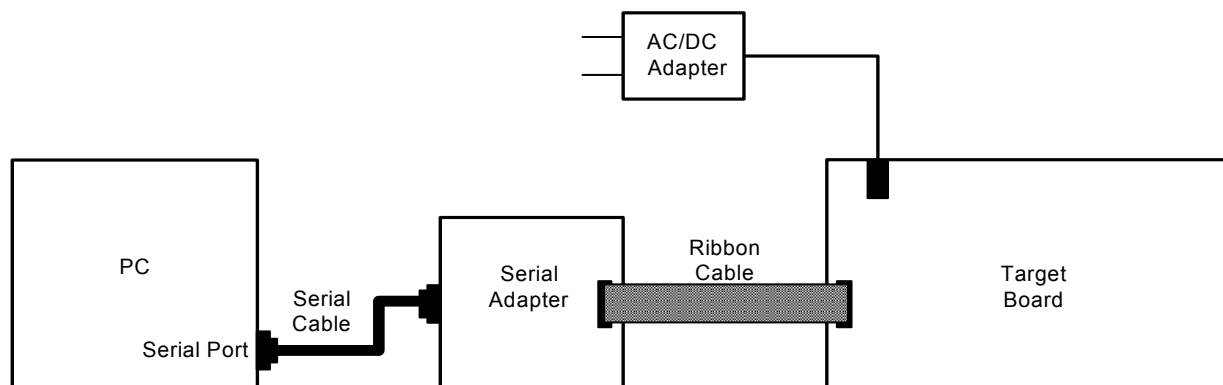 AC/DC
Adapter
PC
Serial
Cable
Serial Port
Serial
Adapter
Ribbon
Cable
Target
Board